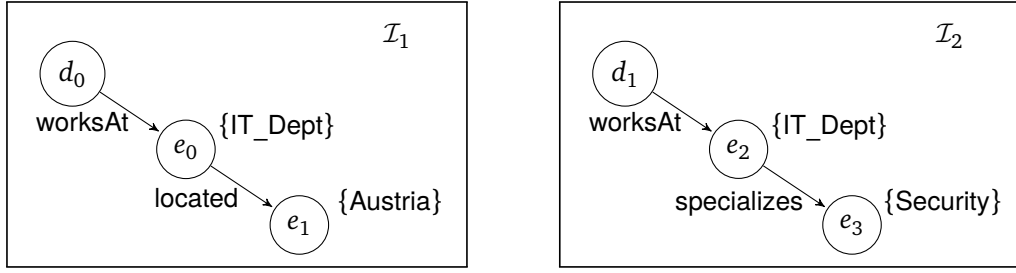 𝓘₁
d₀
worksAt
{IT_Dept}
e₀
located
{Austria}
e₁
𝓘₂
d₁
worksAt
{IT_Dept}
e₂
specializes
{Security}
e₃